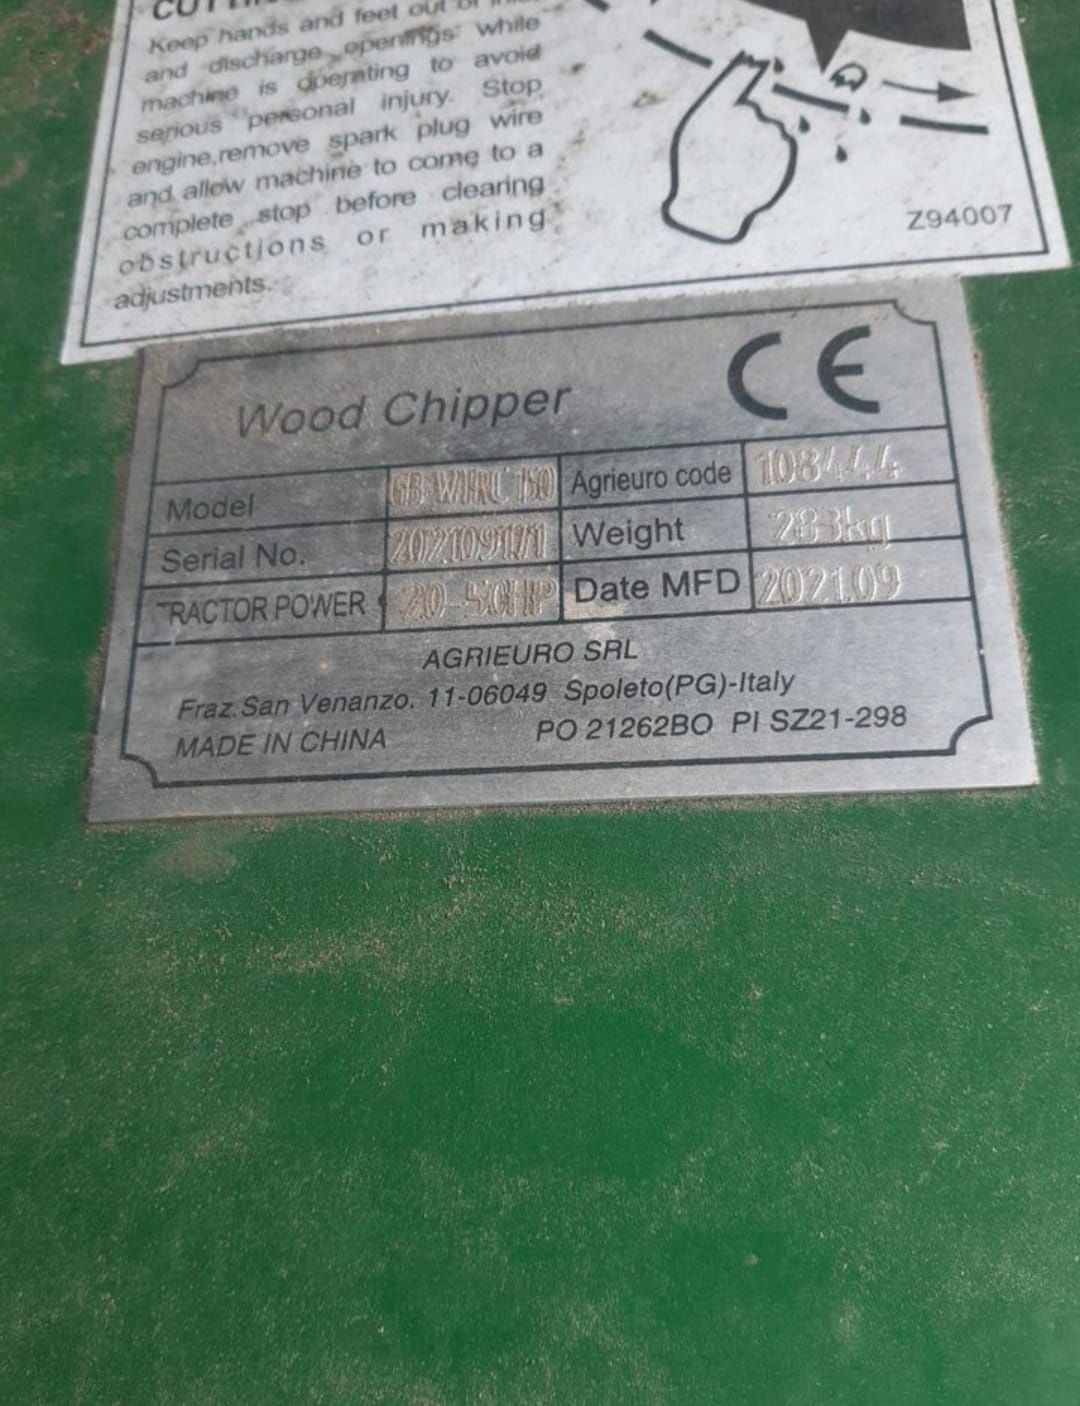 Keep hands and feet out of
and discharge openings while
machine is operating to avoid
serious personal injury. Stop
engine,remove spark plug wire
and allow machine to come to a
complete stop before clearing
obstructions or making
adjustments.
Z94007
CE
Wood Chipper
Model GB-WDRC 150 Agrieuro code 108444
Serial No. Weight 283kg
TRACTOR POWER 20-50HP Date MFD 202109
AGRIEURO SRL
Fraz.San Venanzo. 11-06049 Spoleto(PG)-Italy
MADE IN CHINA PO 21262BO PI SZ21-298